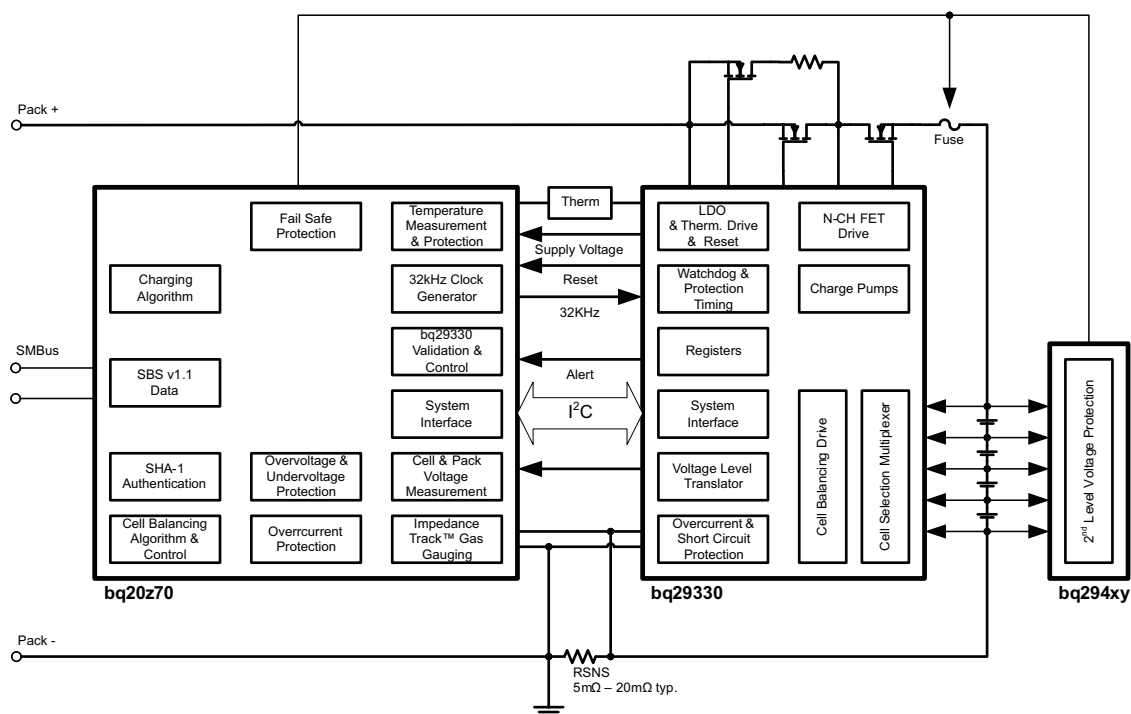 Pack +
Fuse
Fail Safe
Protection
Temperature
Measurement
& Protection
Charging
Algorithm
32kHz Clock
Generator
bq29330
Validation &
Control
SMBus
SBS v1.1
Data
System
Interface
SHA-1
Authentication
Overvoltage &
Undervoltage
Protection
Cell & Pack
Voltage
Measurement
Cell Balancing
Algorithm &
Control
Overrcurrent
Protection
Impedance
Track™ Gas
Gauging
bq20z70
Therm
Supply Voltage
Reset
32KHz
Alert
I²C
LDO
& Therm. Drive
& Reset
N-CH FET
Drive
Watchdog &
Protection
Timing
Charge Pumps
Registers
System
Interface
Voltage Level
Translator
Overcurrent &
Short Circuit
Protection
Cell Balancing Drive
Cell Selection Multiplexer
bq29330
2nd Level Voltage Protection
bq294xy
Pack -
RSNS
5mΩ – 20mΩ typ.